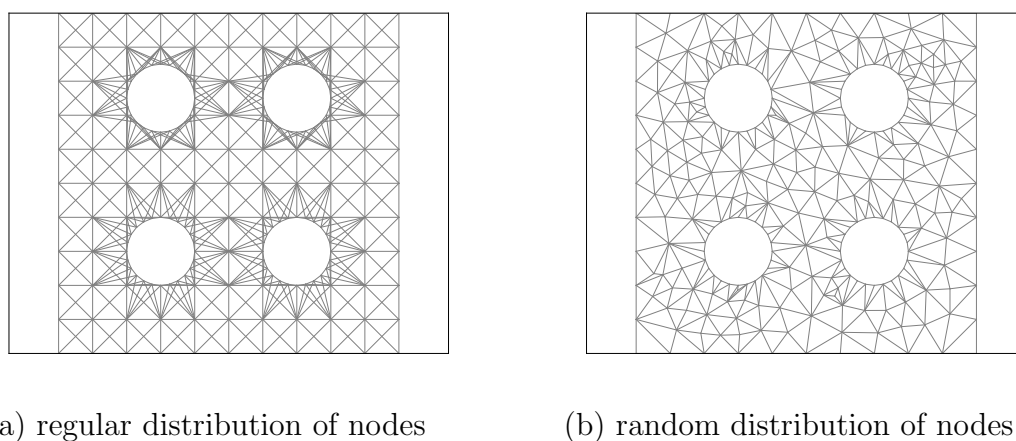 a) regular distribution of nodes
(b) random distribution of nodes